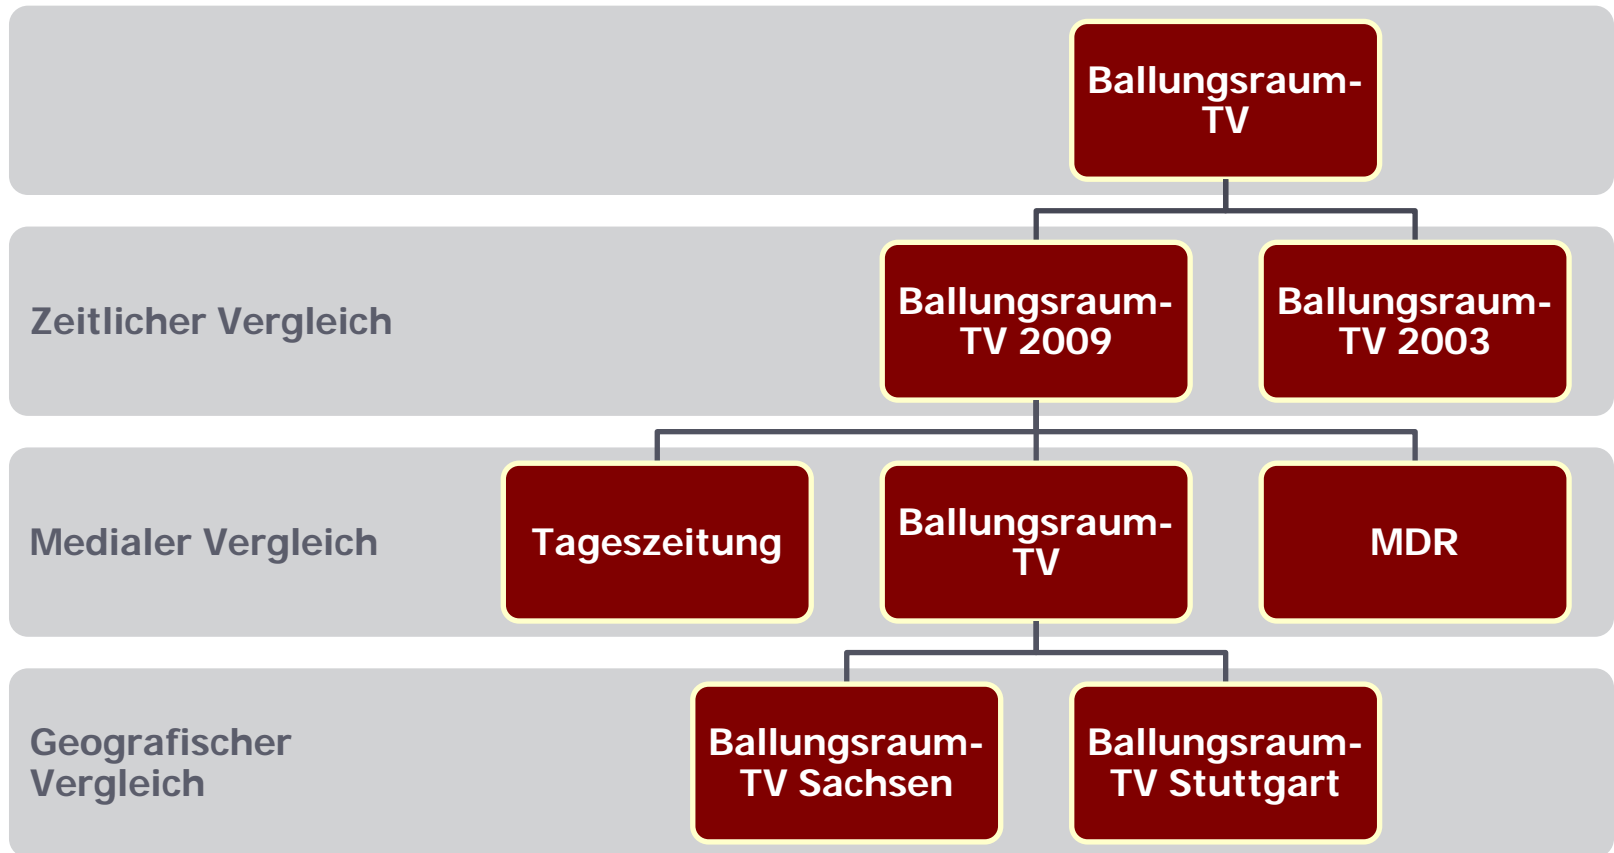 Ballungsraum-
TV
Zeitlicher Vergleich
Ballungsraum-
TV 2009
Ballungsraum-
TV 2003
Medialer Vergleich
Tageszeitung
Ballungsraum-
TV
MDR
Geografischer
Vergleich
Ballungsraum-
TV Sachsen
Ballungsraum-
TV Stuttgart